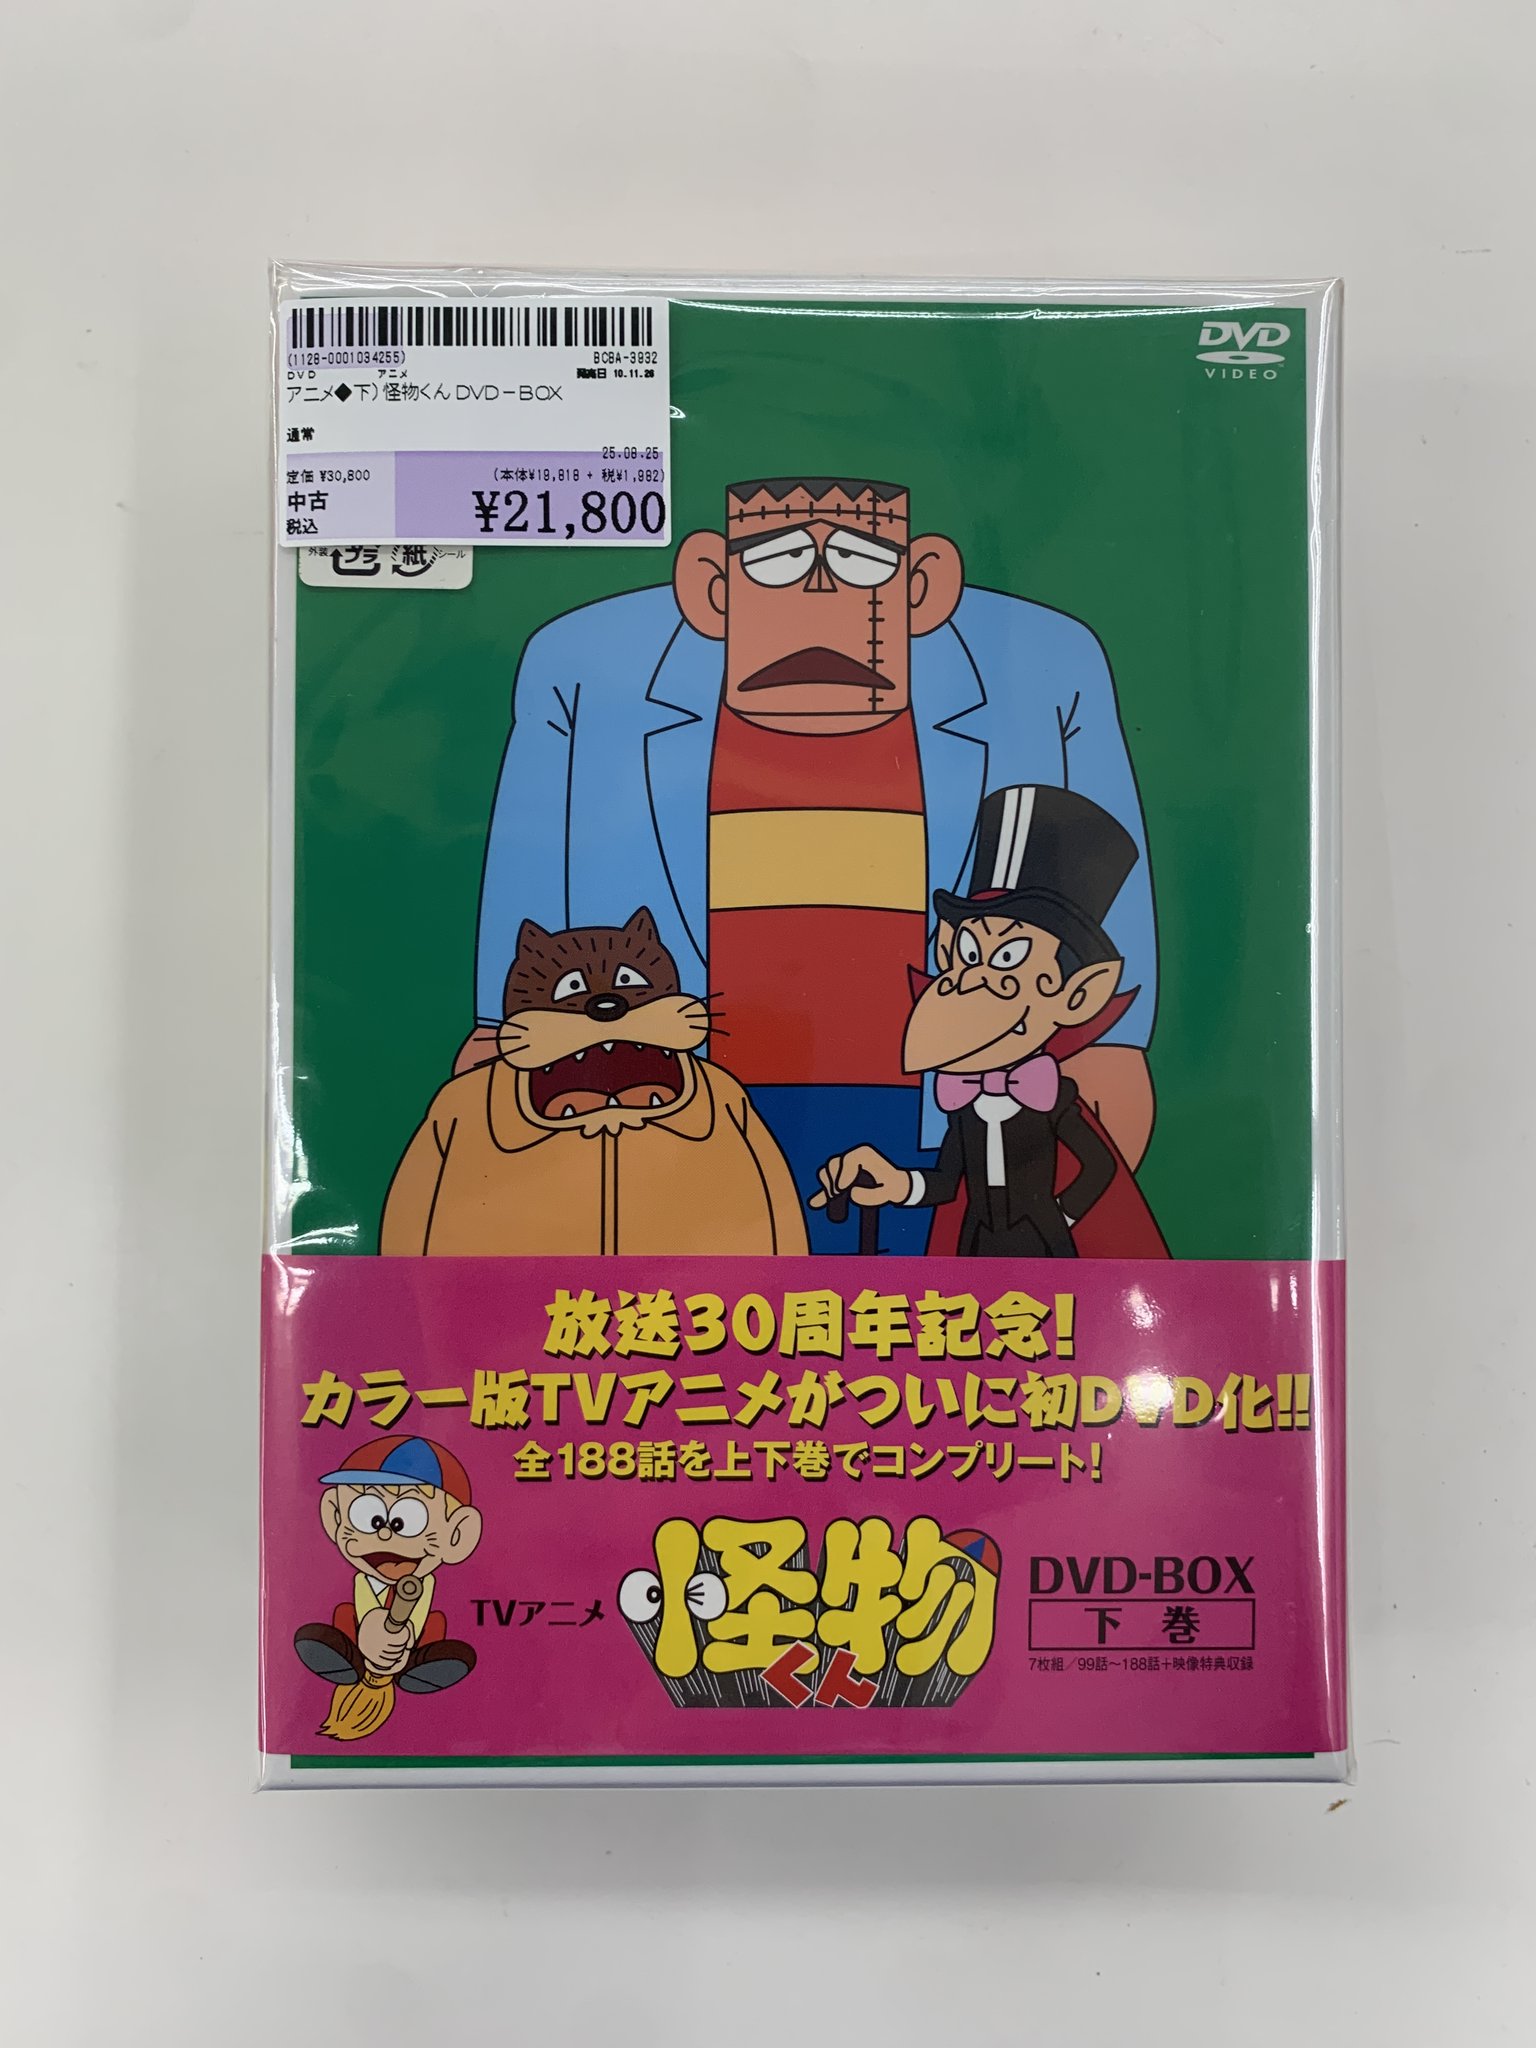 (1128-0001034255) BCBA-3932
DVD アニメ 発売日 10.11.26
アニメ◆下)怪物くんDVD-BOX
通常
25.08.25
定価 ¥30,800 (本体¥19,818 + 税¥1,982)
中古
税込 ¥21,800
外装 プラ 紙 シール
DVD
VIDEO
放送30周年記念!
カラー版TVアニメがついに初DVD化!!
全188話を上下巻でコンプリート!
TVアニメ 怪物くん
DVD-BOX
下巻
7枚組/99話~188話+映像特典収録